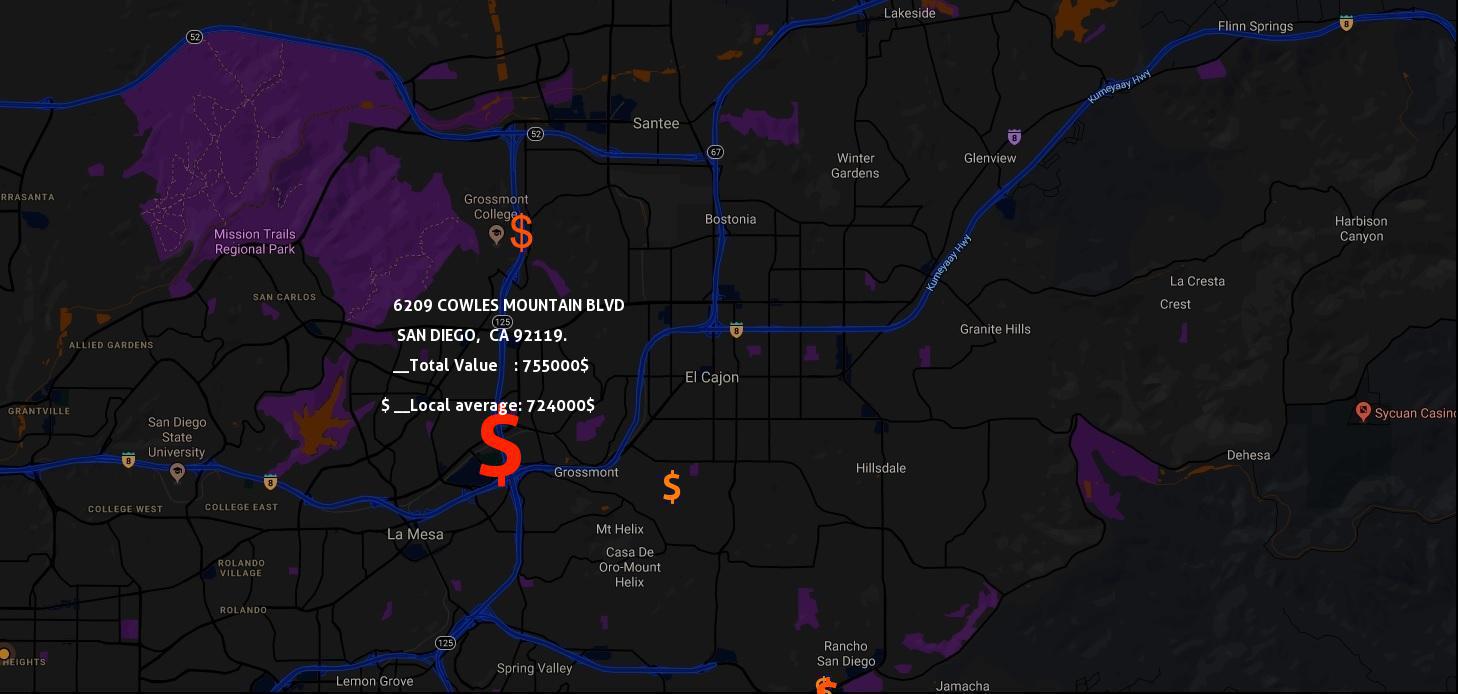 Lakeside
Flinn Springs
8
52
Kumeyaay Hwy
Santee
52
67
8
Winter
Gardens
Glenview
RRASANTA
Grossmont
College
$
Bostonia
Harbison
Canyon
Mission Trails
Regional Park
Kumeyaay Hwy
La Cresta
Crest
SAN CARLOS
6209 COWLES MOUNTAIN BLVD
125
SAN DIEGO, CA 92119.
8
Granite Hills
ALLIED GARDENS
__Total Value : 755000$
El Cajon
$ __Local average: 724000$
GRANTVILLE
Sycuan Casino
San Diego
State
University
$
8
8
Grossmont
$
Hillsdale
Dehesa
COLLEGE WEST
COLLEGE EAST
La Mesa
Mt Helix
Casa De
Oro-Mount
Helix
ROLANDO
VILLAGE
ROLANDO
125
HEIGHTS
Rancho
San Diego
Spring Valley
Lemon Grove
$
Jamacha